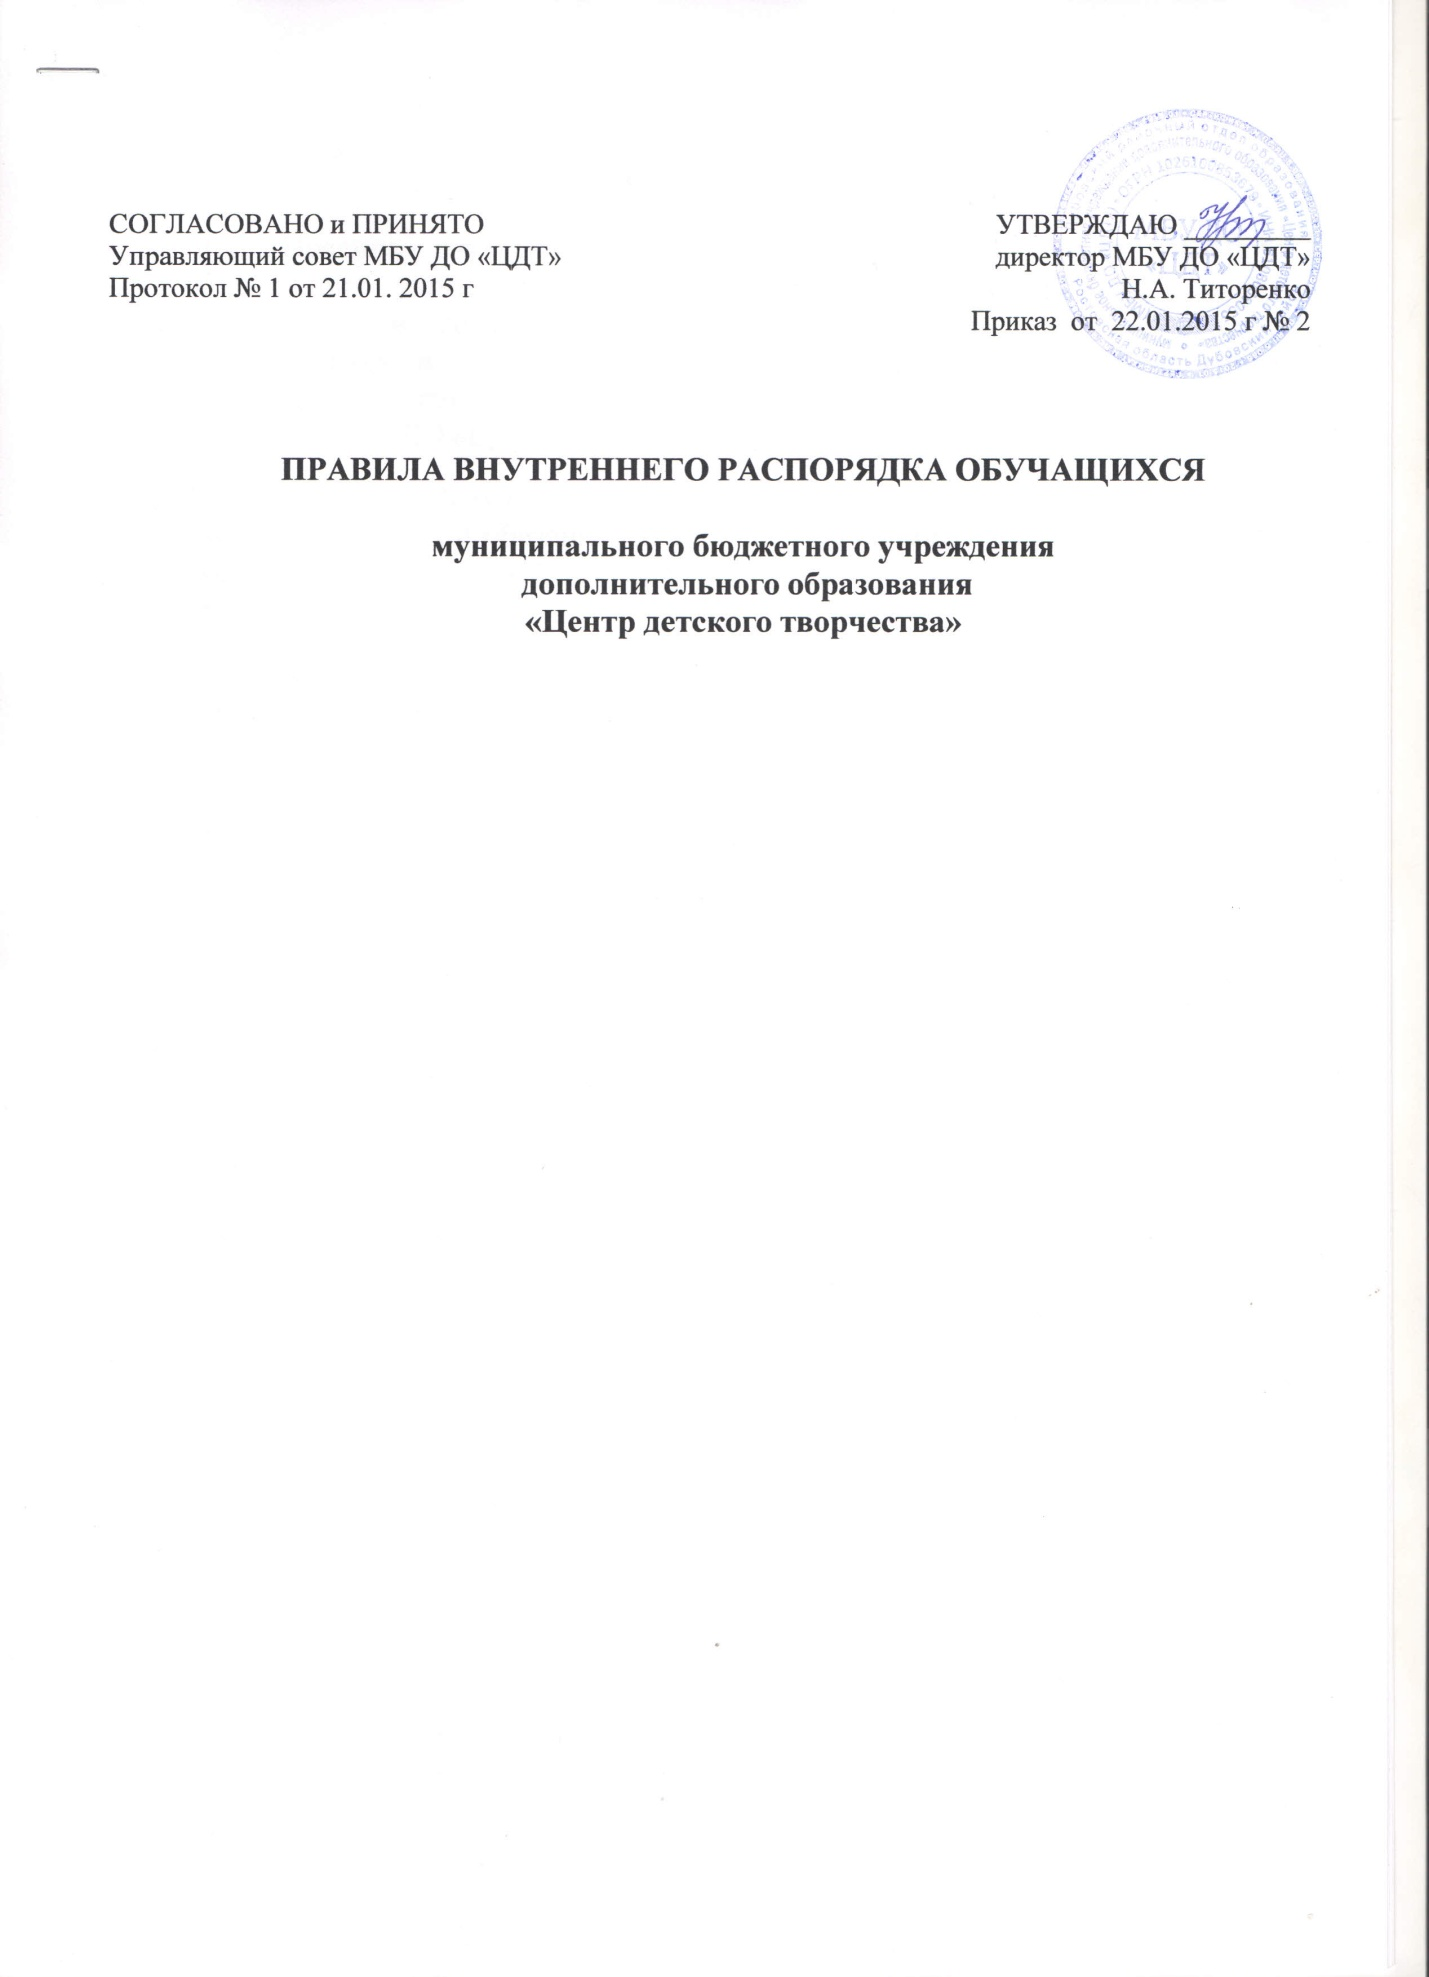 СОГЛАСОВАНО и ПРИНЯТО
Управляющий совет МБУ ДО «ЦДТ»
Протокол № 1 от 21.01. 2015 г
УТВЕРЖДАЮ
директор МБУ ДО «ЦДТ»
Н.А. Титоренко
Приказ от 22.01.2015 г № 2
ПРАВИЛА ВНУТРЕННЕГО РАСПОРЯДКА ОБУЧАЩИХСЯ
муниципального бюджетного учреждения
дополнительного образования
«Центр детского творчества»